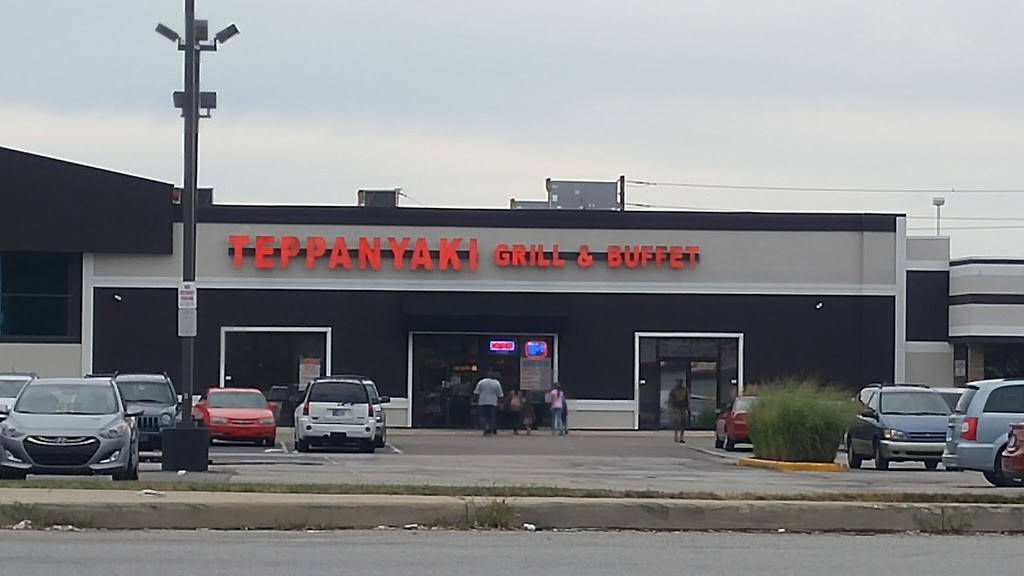 TEPPANYAKI GRILL & BUFFET